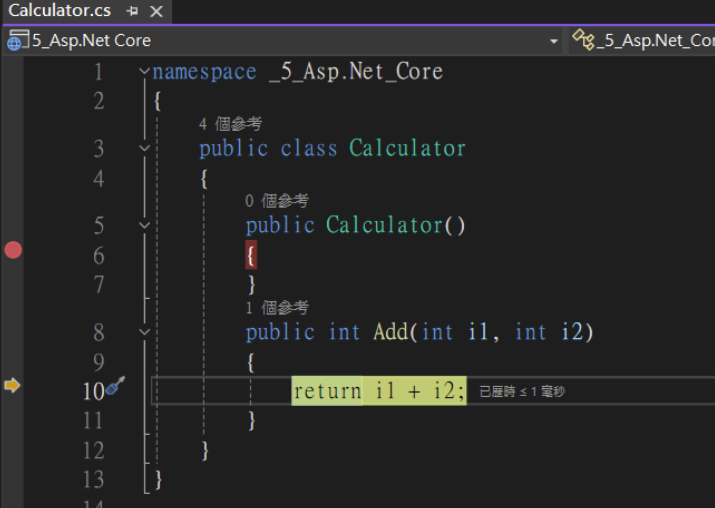 Calculator.cs
5_Asp.Net Core
_5_Asp.Net_Cor
1 namespace _5_Asp.Net_Core
2 {
4 個參考
3 public class Calculator
4 {
0 個參考
5 public Calculator()
6 {
7 }
1 個參考
8 public int Add(int i1, int i2)
9 {
10 return i1 + i2; 已歷時 ≤ 1 毫秒
11 }
12 }
13 }
14